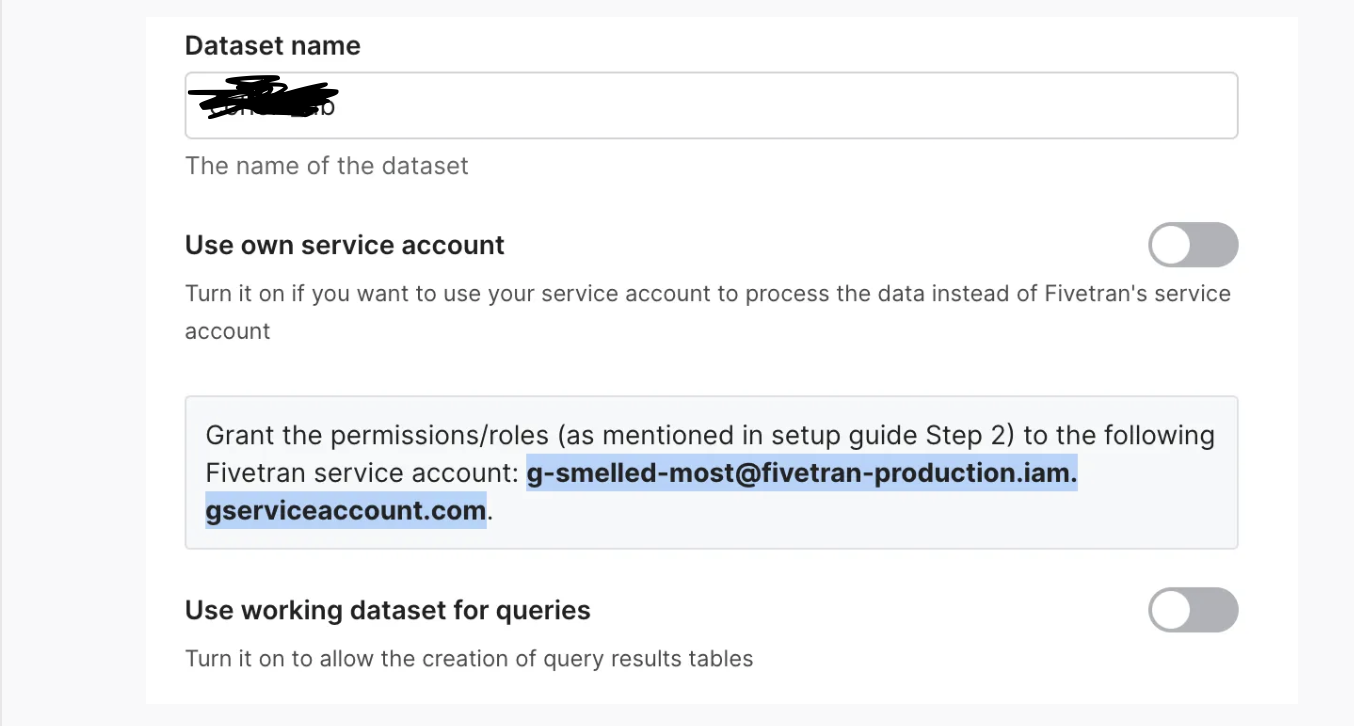 Dataset name
The name of the dataset
Use own service account
Turn it on if you want to use your service account to process the data instead of Fivetran's service
account
Grant the permissions/roles (as mentioned in setup guide Step 2) to the following
Fivetran service account: g-smelled-most@fivetran-production.iam.
gserviceaccount.com.
Use working dataset for queries
Turn it on to allow the creation of query results tables